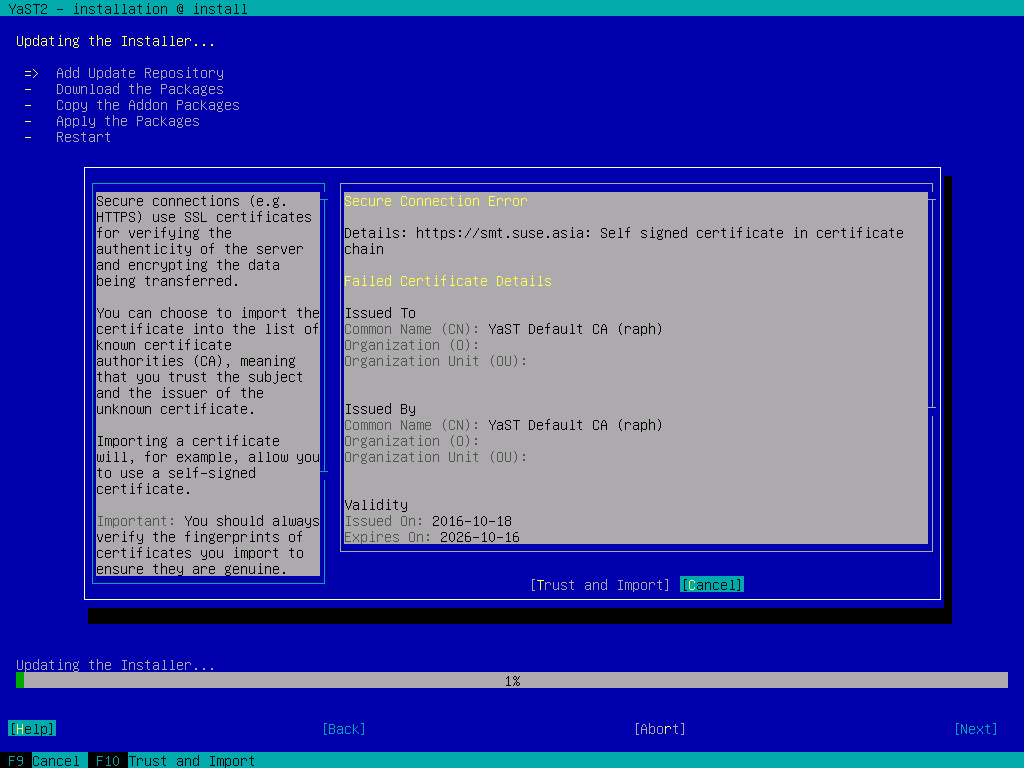 YaST2 - installation @ install
Updating the Installer...
=> Add Update Repository
- Download the Packages
- Copy the Addon Packages
- Apply the Packages
- Restart
Secure connections (e.g.
HTTPS) use SSL certificates
for verifying the
authenticity of the server
and encrypting the data
being transferred.
You can choose to import the
certificate into the list of
known certificate
authorities (CA), meaning
that you trust the subject
and the issuer of the
unknown certificate.
Importing a certificate
will, for example, allow you
to use a self-signed
certificate.
Important: You should always
verify the fingerprints of
certificates you import to
ensure they are genuine.
Secure Connection Error
Details: https://smt.suse.asia: Self signed certificate in certificate
chain
Failed Certificate Details
Issued To
Common Name (CN): YaST Default CA (raph)
Organization (O):
Organization Unit (OU):
Issued By
Common Name (CN): YaST Default CA (raph)
Organization (O):
Organization Unit (OU):
Validity
Issued On: 2016-10-18
Expires On: 2026-10-16
[Trust and Import] [Cancel]
Updating the Installer...
1%
[Help] [Back] [Abort] [Next]
F9 Cancel F10 Trust and Import